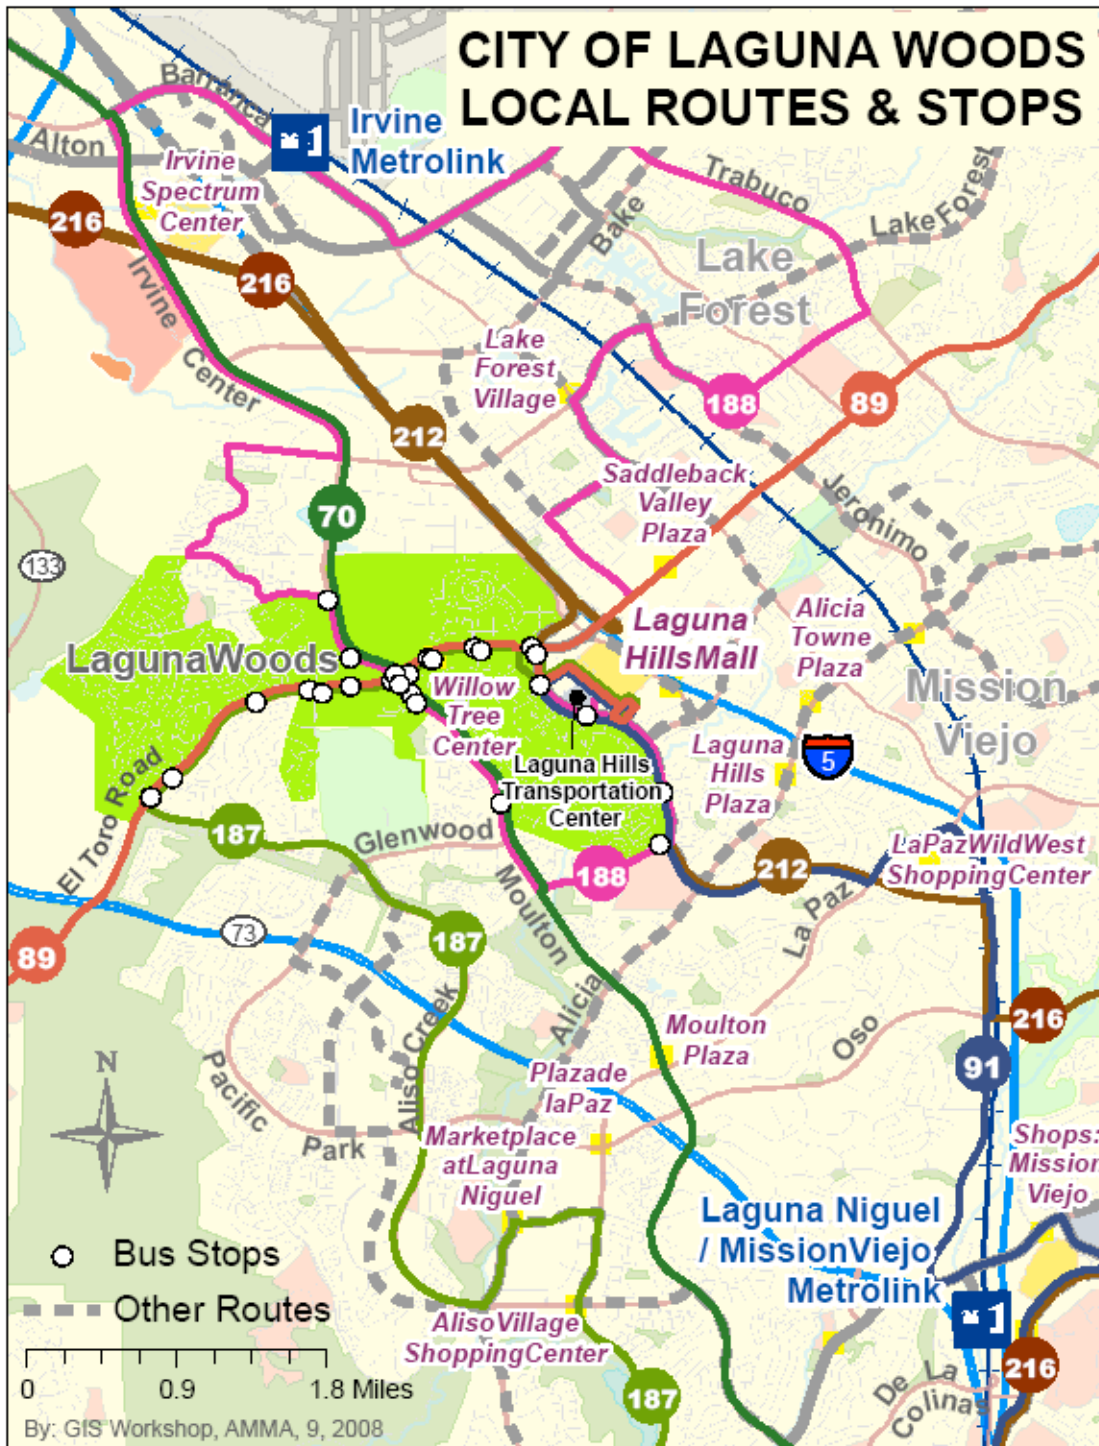 CITY OF LAGUNA WOODS
LOCAL ROUTES & STOPS
Barranca
Alton
Irvine
Metrolink
Irvine
Spectrum
Center
216
216
Irvine
Center
Bake
Trabuco
Lake Forest
Lake
Forest
Lake
Forest
Village
188
89
212
70
Saddleback
Valley
Plaza
Jeronimo
133
LagunaWoods
Laguna
HillsMall
Alicia
Towne
Plaza
Mission
Viejo
Willow
Tree
Center
Laguna Hills
Transportation
Center
Laguna
Hills
Plaza
5
El Toro Road
187
Glenwood
188
212
LaPazWildWest
ShoppingCenter
La Paz
Moulton
89
73
187
Aliso Creek
Alicia
Moulton
Plaza
Oso
216
91
Pacific
Park
N
Plazade
laPaz
Marketplace
atLaguna
Niguel
Shops:
Mission
Viejo
Laguna Niguel
/ MissionViejo
Metrolink
Bus Stops
Other Routes
AlisoVillage
ShoppingCenter
216
187
De La
Colinas
0 0.9 1.8 Miles
By: GIS Workshop, AMMA, 9, 2008